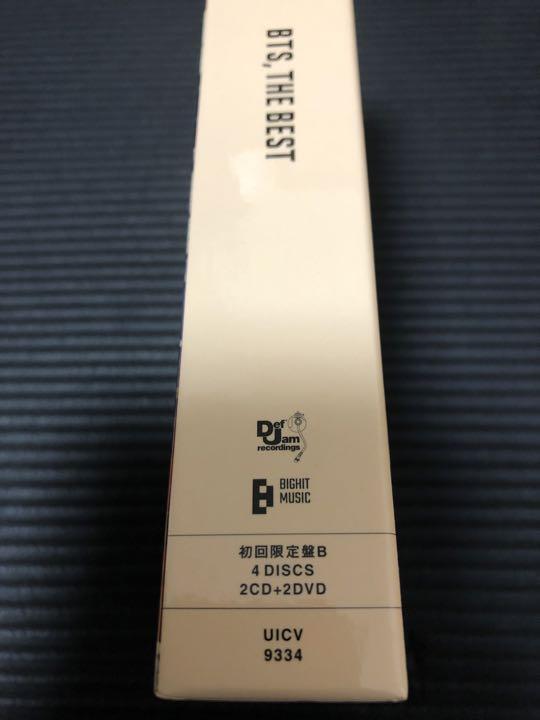 BTS, THE BEST
Def
Jam
recordings
BIGHIT
MUSIC
初回限定盤B
4 DISCS
2CD+2DVD
UICV
9334